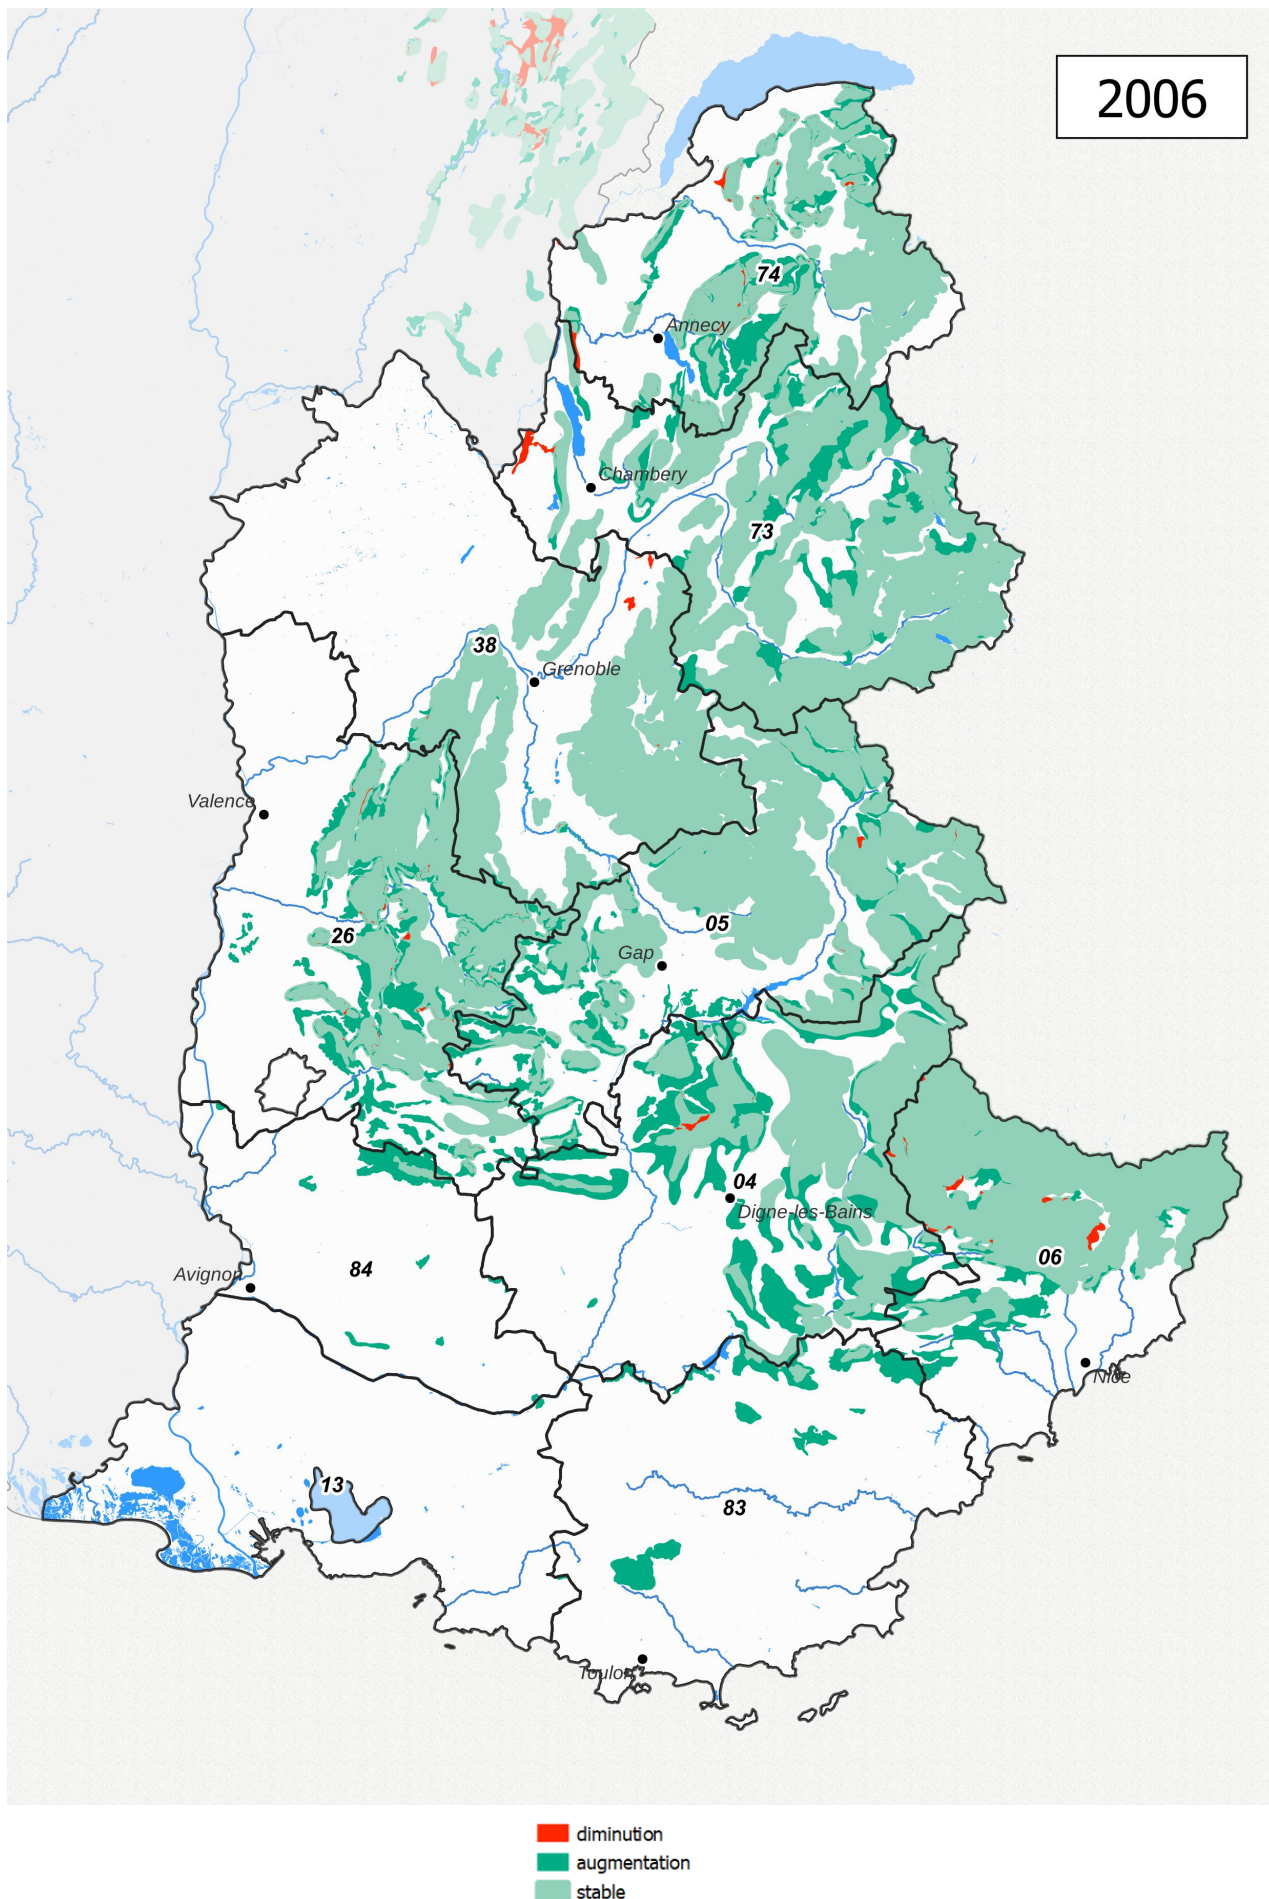 2006
74
Annecy
Chambery
73
38
Grenoble
Valence
05
26
Gap
04
Digne-les-Bains
06
84
Avignon
Nice
13
83
Toulon
diminution
augmentation
stable